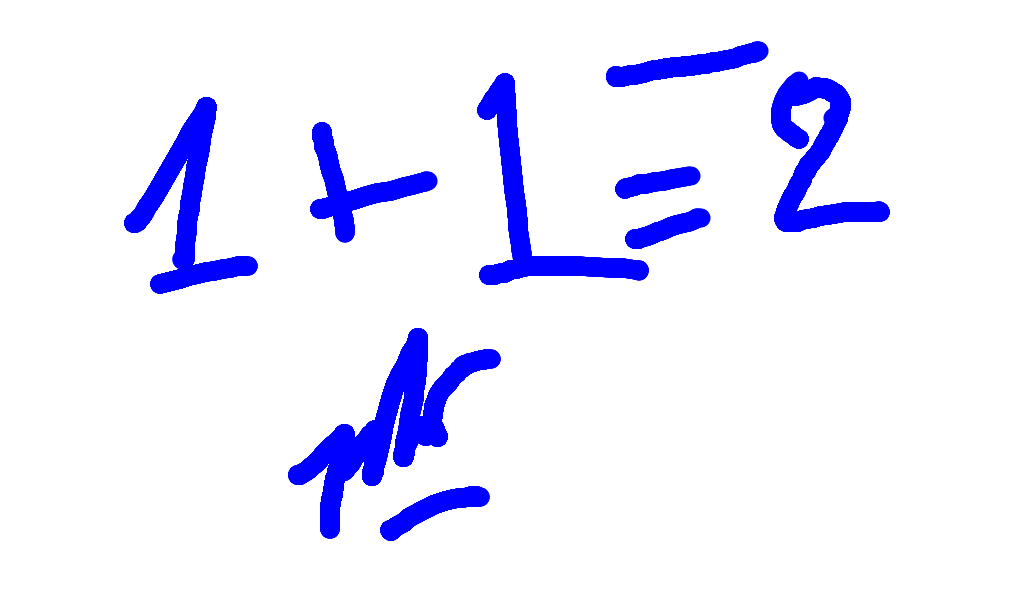 1 + 1 = 2